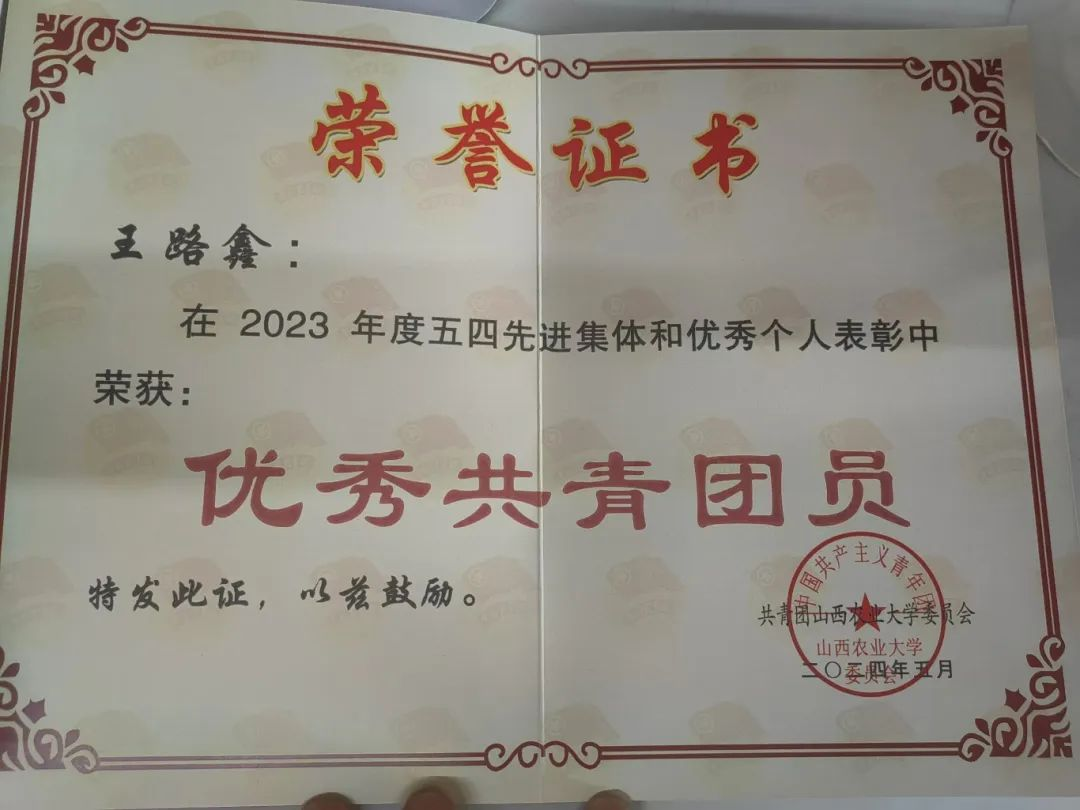 荣誉证书
王路鑫：
在 2023 年度五四先进集体和优秀个人表彰中
荣获：
优秀共青团员
特发此证，以兹鼓励。
中国共产主义青年团
共青团山西农业大学委员会
山西农业大学
二〇二四年五月
委员会